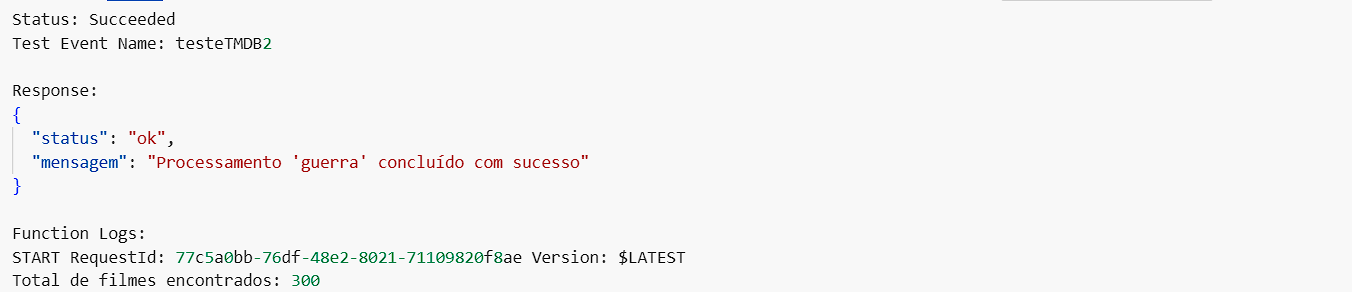 Status: Succeeded
Test Event Name: testeTMDB2
Response:
{
"status": "ok",
"mensagem": "Processamento 'guerra' concluído com sucesso"
}
Function Logs:
START RequestId: 77c5a0bb-76df-48e2-8021-71109820f8ae Version: $LATEST
Total de filmes encontrados: 300